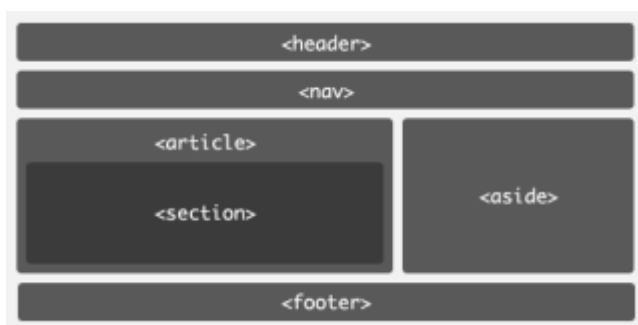 <header>
<nav>
<article>
<section>
<aside>
<footer>